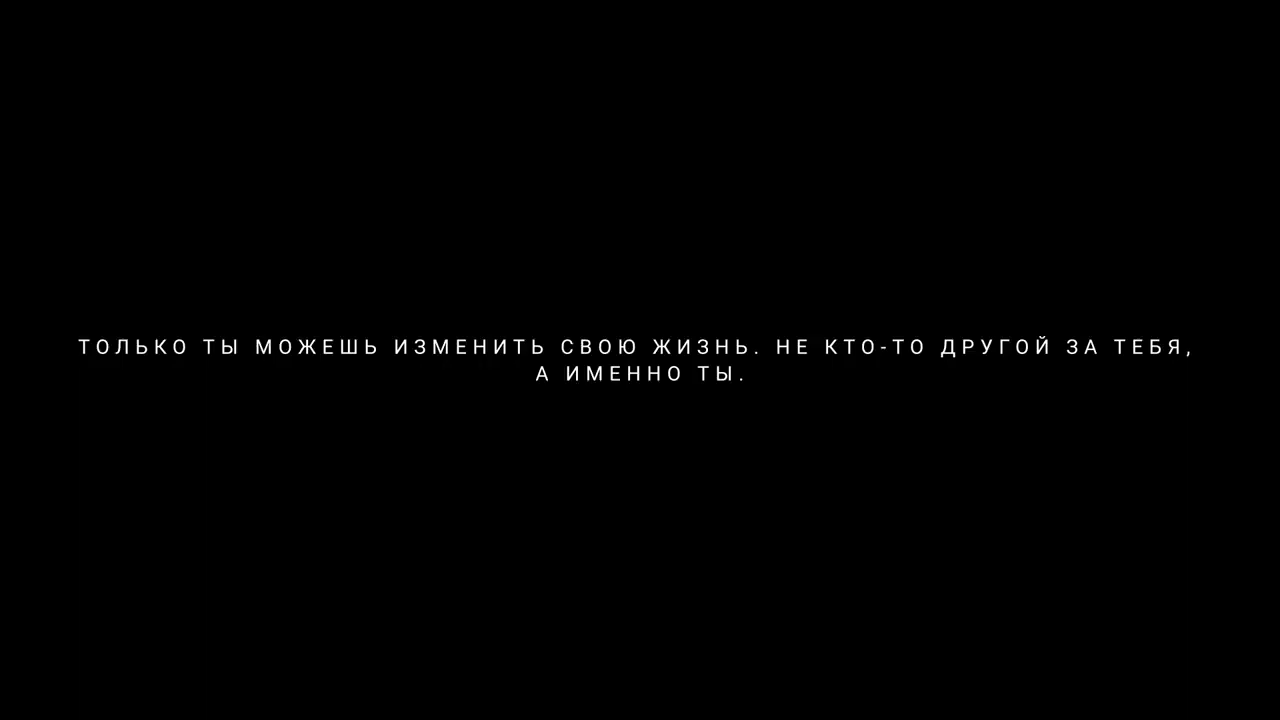 ТОЛЬКО ТЫ МОЖЕШЬ ИЗМЕНИТЬ СВОЮ ЖИЗНЬ. НЕ КТО-ТО ДРУГОЙ ЗА ТЕБЯ,
А ИМЕННО ТЫ.